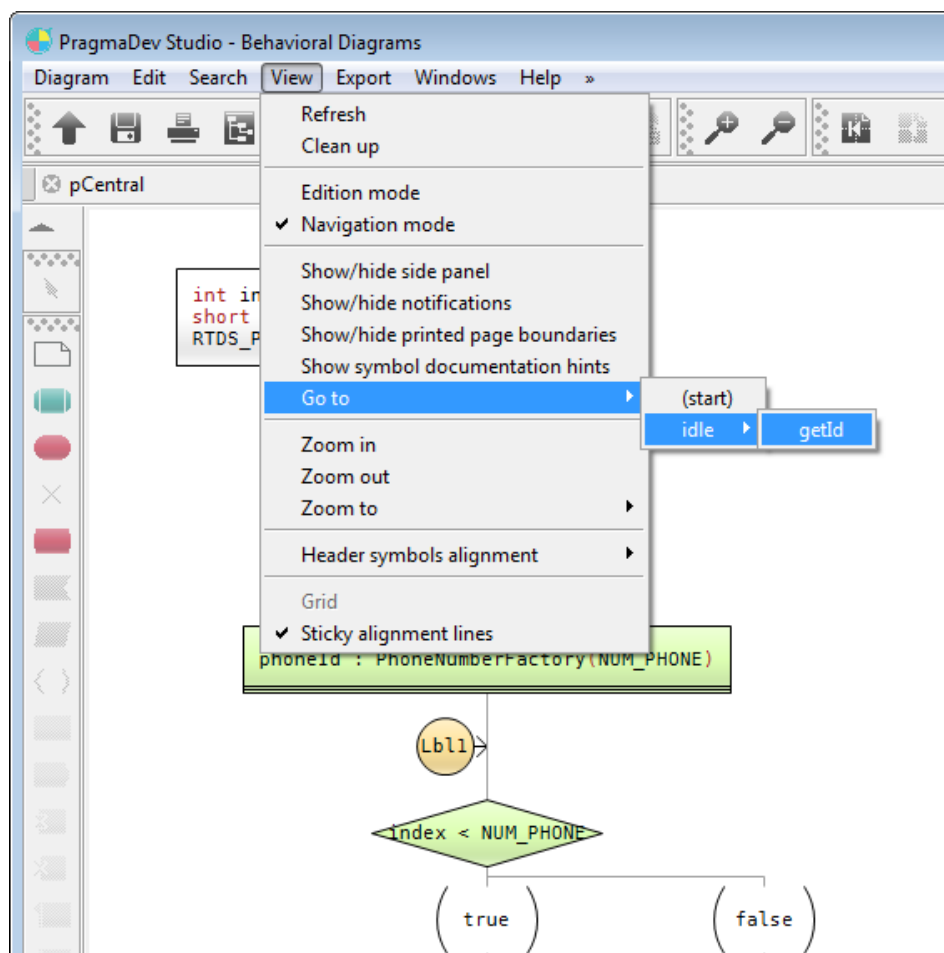 PragmaDev Studio - Behavioral Diagrams
Diagram Edit Search View Export Windows Help »
pCentral
Refresh
Clean up
Edition mode
Navigation mode
Show/hide side panel
Show/hide notifications
Show/hide printed page boundaries
Show symbol documentation hints
Go to
(start)
idle
getId
Zoom in
Zoom out
Zoom to
Header symbols alignment
Grid
Sticky alignment lines
int in
short
RTDS_P
phoneId : PhoneNumberFactory(NUM_PHONE)
Lbl1
index < NUM_PHONE
true
false